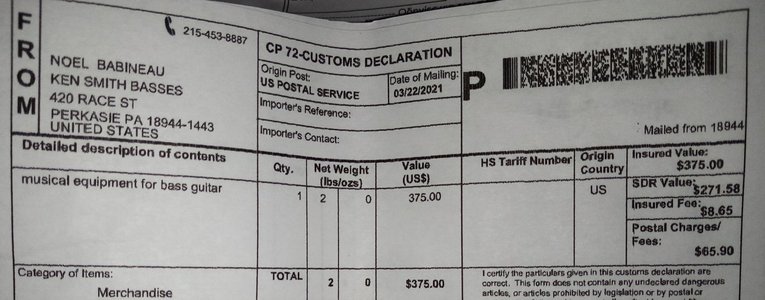 FROM
215-453-8887
NOEL BABINEAU
KEN SMITH BASSES
420 RACE ST
PERKASIE PA 18944-1443
UNITED STATES
CP 72-CUSTOMS DECLARATION
Origin Post:
US POSTAL SERVICE
Date of Mailing:
03/22/2021
Importer's Reference:
Importer's Contact:
P
Mailed from 18944
Detailed description of contents
Qty.
Net Weight
(lbs/ozs)
Value
(US$)
HS Tariff Number
Origin
Country
Insured Value:
$375.00
musical equipment for bass guitar
1
2
0
375.00
US
SDR Value:
$271.58
Insured Fee:
$8.65
Postal Charges/
Fees:
$65.90
Category of Items:
Merchandise
TOTAL
2
0
$375.00
I certify the particulars given in this customs declaration are
correct. This form does not contain any undeclared dangerous
articles, or articles prohibited by legislation or by postal or